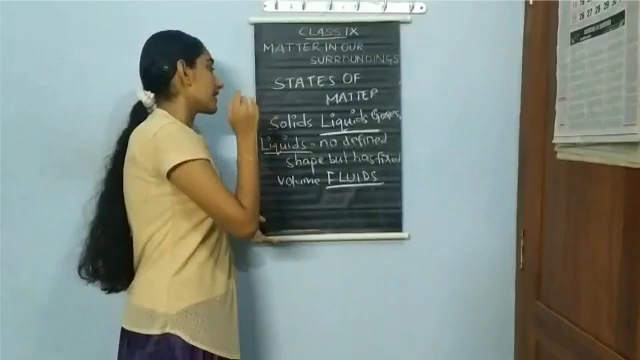 CLASS IX
MATTER IN OUR
SURROUNDINGS
STATES OF
MATTER
Solids Liquids Gases,
Liquids - no defined
shape but has fixed
volume FLUIDS